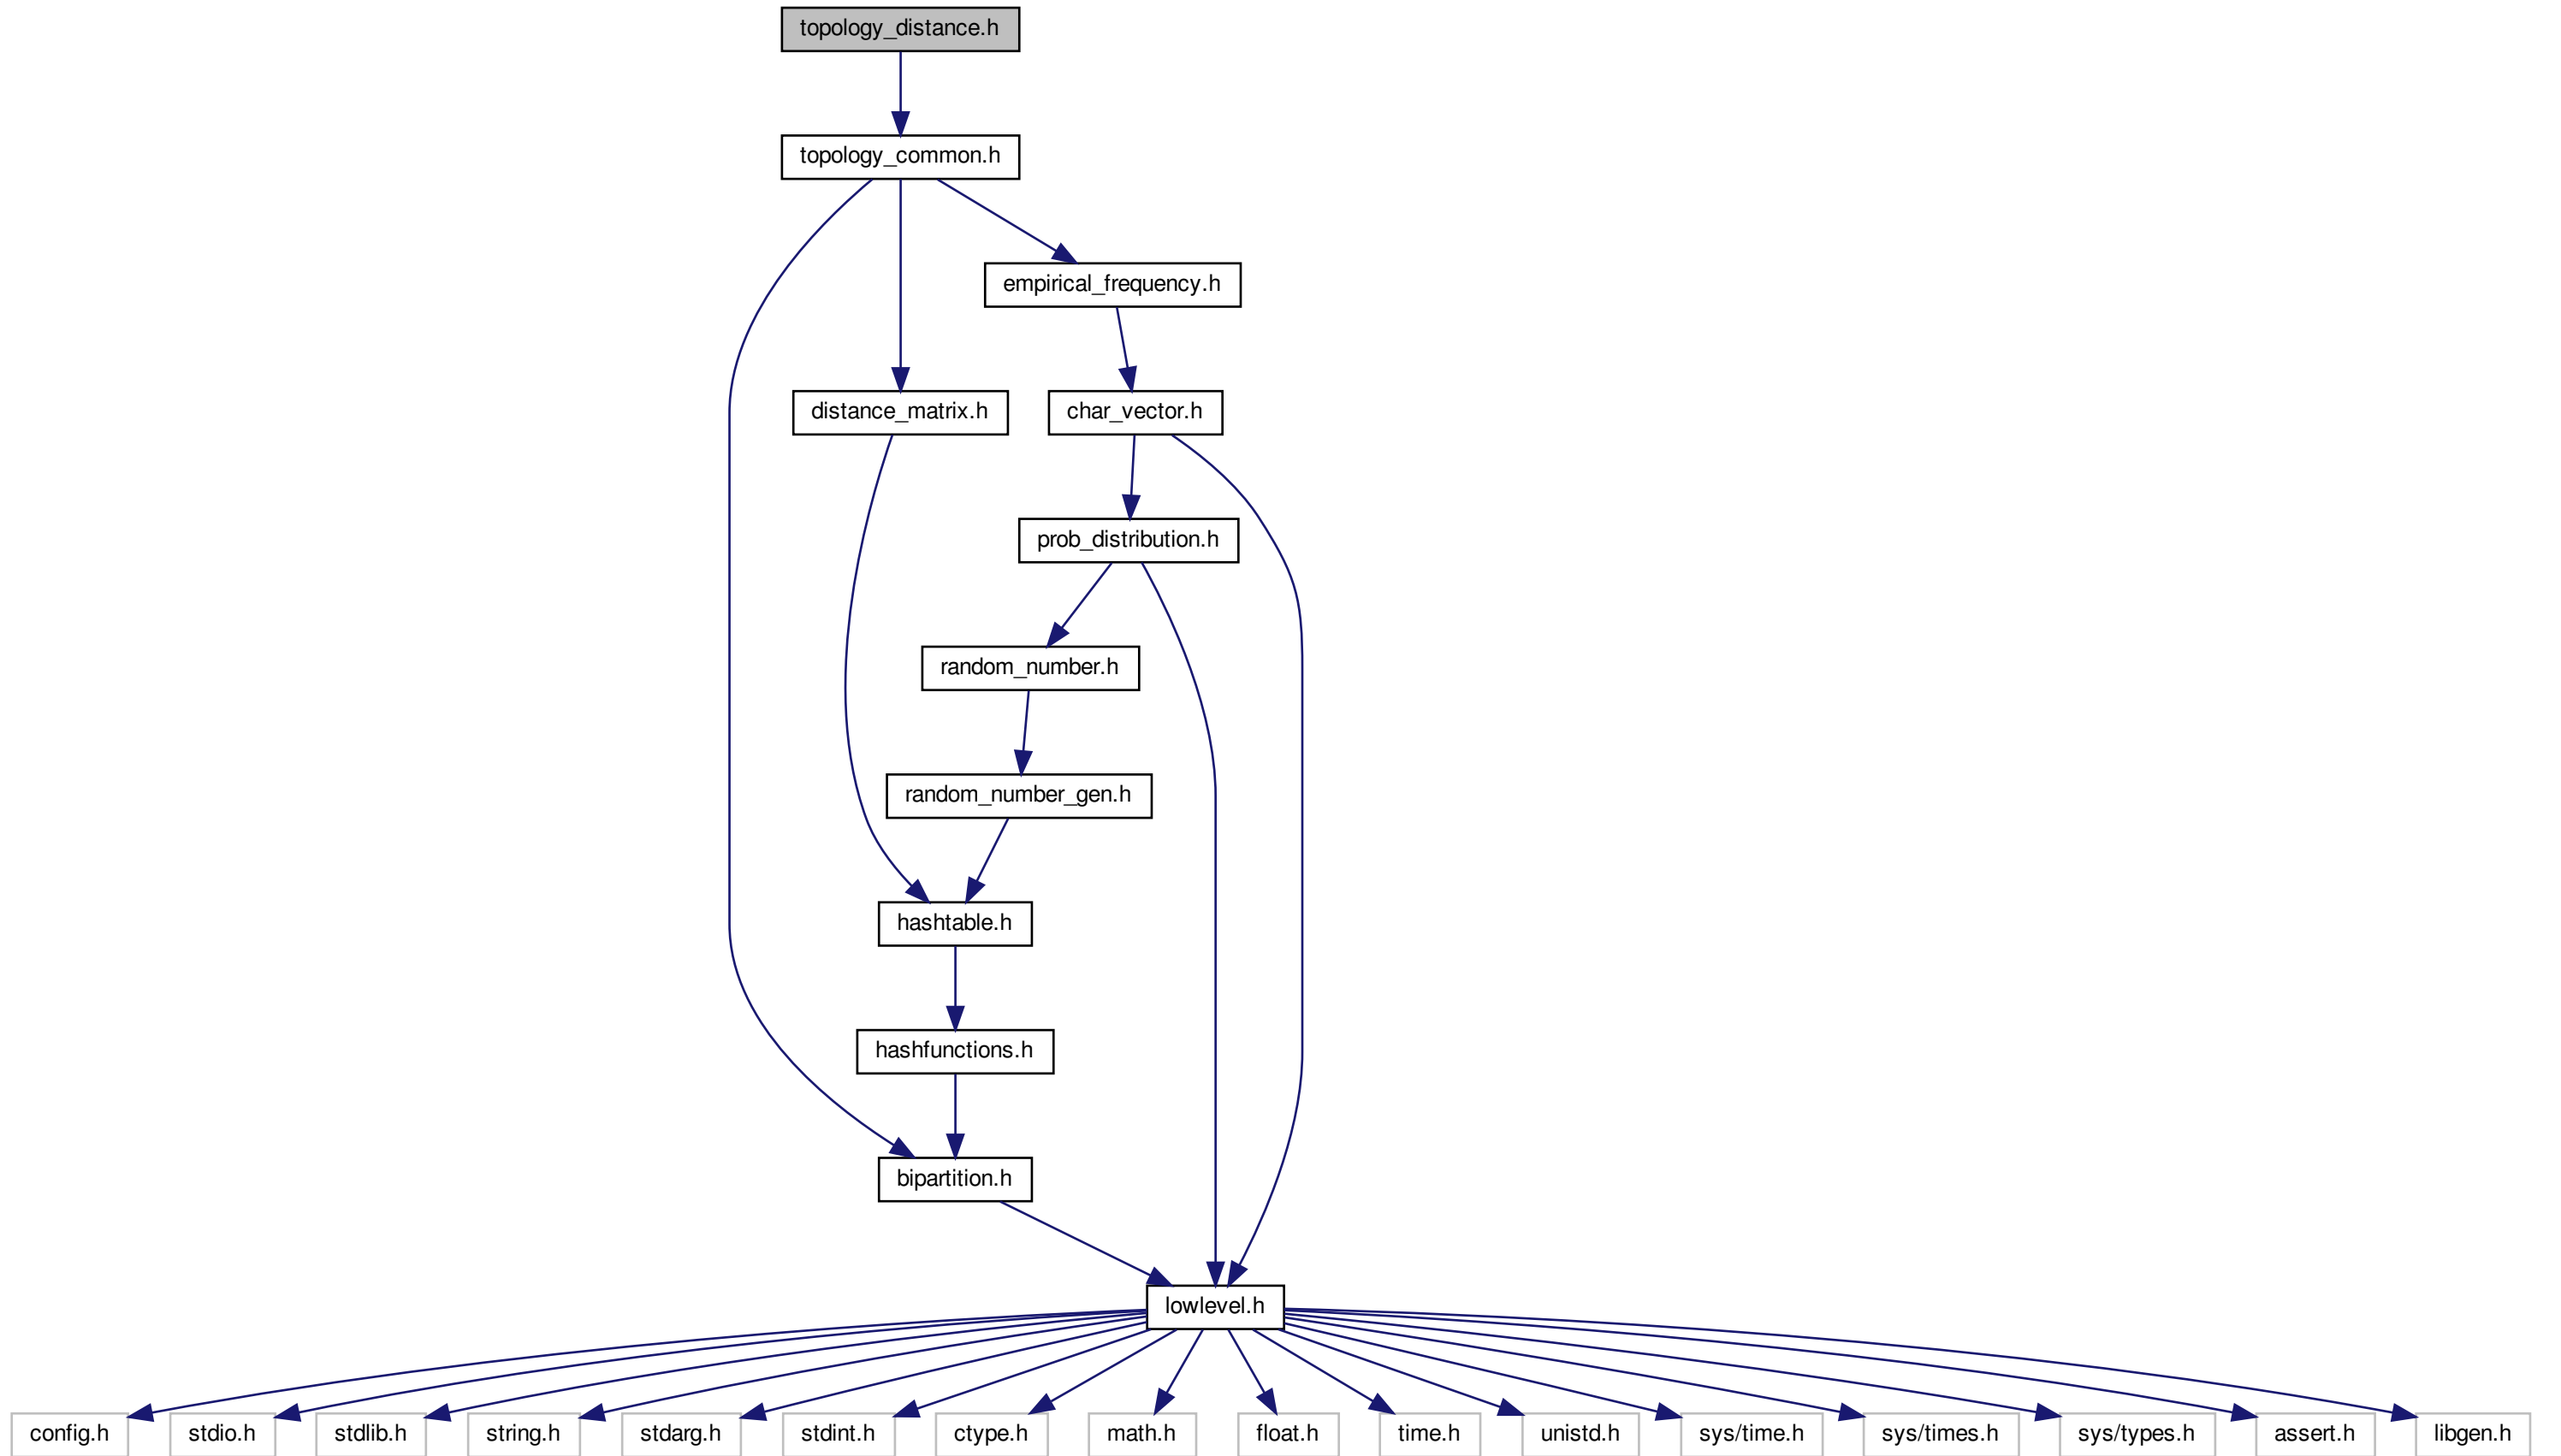 topology_distance.h
topology_common.h
empirical_frequency.h
distance_matrix.h
char_vector.h
prob_distribution.h
random_number.h
random_number_gen.h
hashtable.h
hashfunctions.h
bipartition.h
lowlevel.h
config.h
stdio.h
stdlib.h
string.h
stdarg.h
stdint.h
ctype.h
math.h
float.h
time.h
unistd.h
sys/time.h
sys/times.h
sys/types.h
assert.h
libgen.h